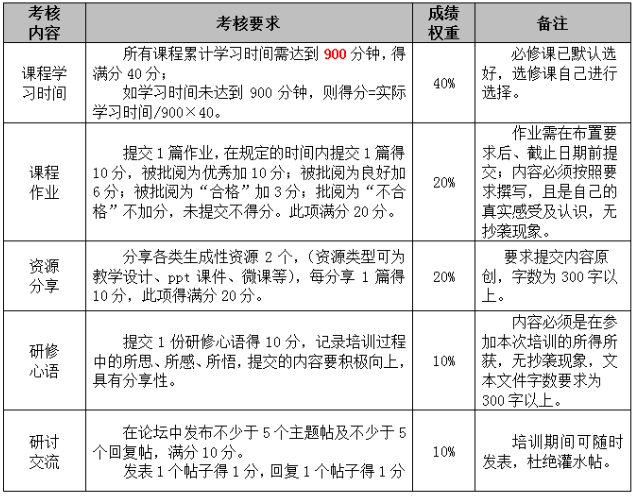 考核
内容
考核要求
成绩
权重
备注
课程学
习时间
所有课程累计学习时间需达到 900 分钟，得
满分 40 分；
如学习时间未达到 900 分钟，则得分=实际
学习时间/900×40。
40%
必修课已默认选
好，选修课自己进行
选择。
课程
作业
提交 1 篇作业，在规定的时间内提交 1 篇得
10 分，被批阅为优秀加 10 分；被批阅为良好加
6 分；被批阅为“合格”加 3 分；批阅为“不合
格”不加分，未提交不得分。此项满分 20 分。
20%
作业需在布置要
求后、截止日期前提
交；内容必须按照要
求撰写，且是自己的
真实感受及认识，无
抄袭现象。
资源
分享
分享各类生成性资源 2 个，（资源类型可为
教学设计、ppt 课件、微课等），每分享 1 篇得
10 分，此项得满分 20 分。
20%
要求提交内容原
创，字数为 300 字以
上。
研修
心语
提交 1 份研修心语得 10 分，记录培训过程
中的所思、所感、所悟，提交的内容要积极向上，
具有分享性。
10%
内容必须是在参
加本次培训的所得所
获，无抄袭现象，文
本文件字数要求为
300 字以上。
研讨
交流
在论坛中发布不少于 5 个主题帖及不少于 5
个回复帖，满分 10 分。
发表 1 个帖子得 1 分，回复 1 个帖子得 1 分
10%
培训期间可随时
发表，杜绝灌水帖。